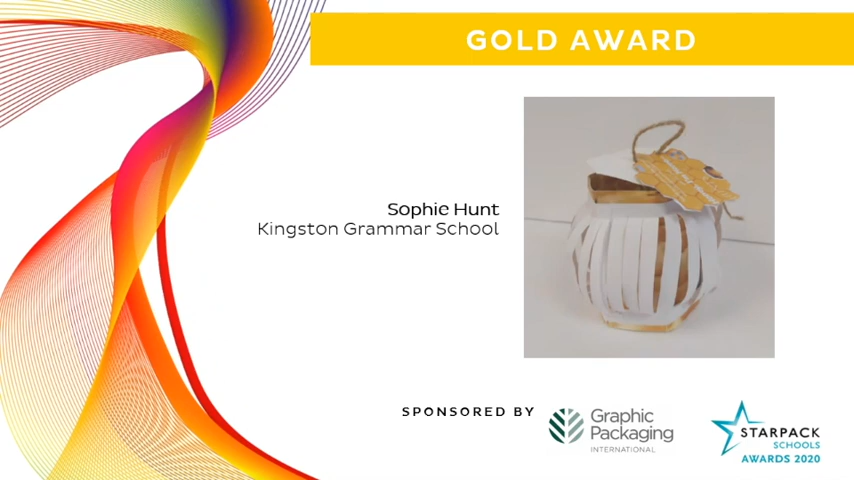 GOLD AWARD
Sophie Hunt
Kingston Grammar School
SPONSORED BY
Graphic
Packaging
INTERNATIONAL
STARPACK
SCHOOLS
AWARDS 2020